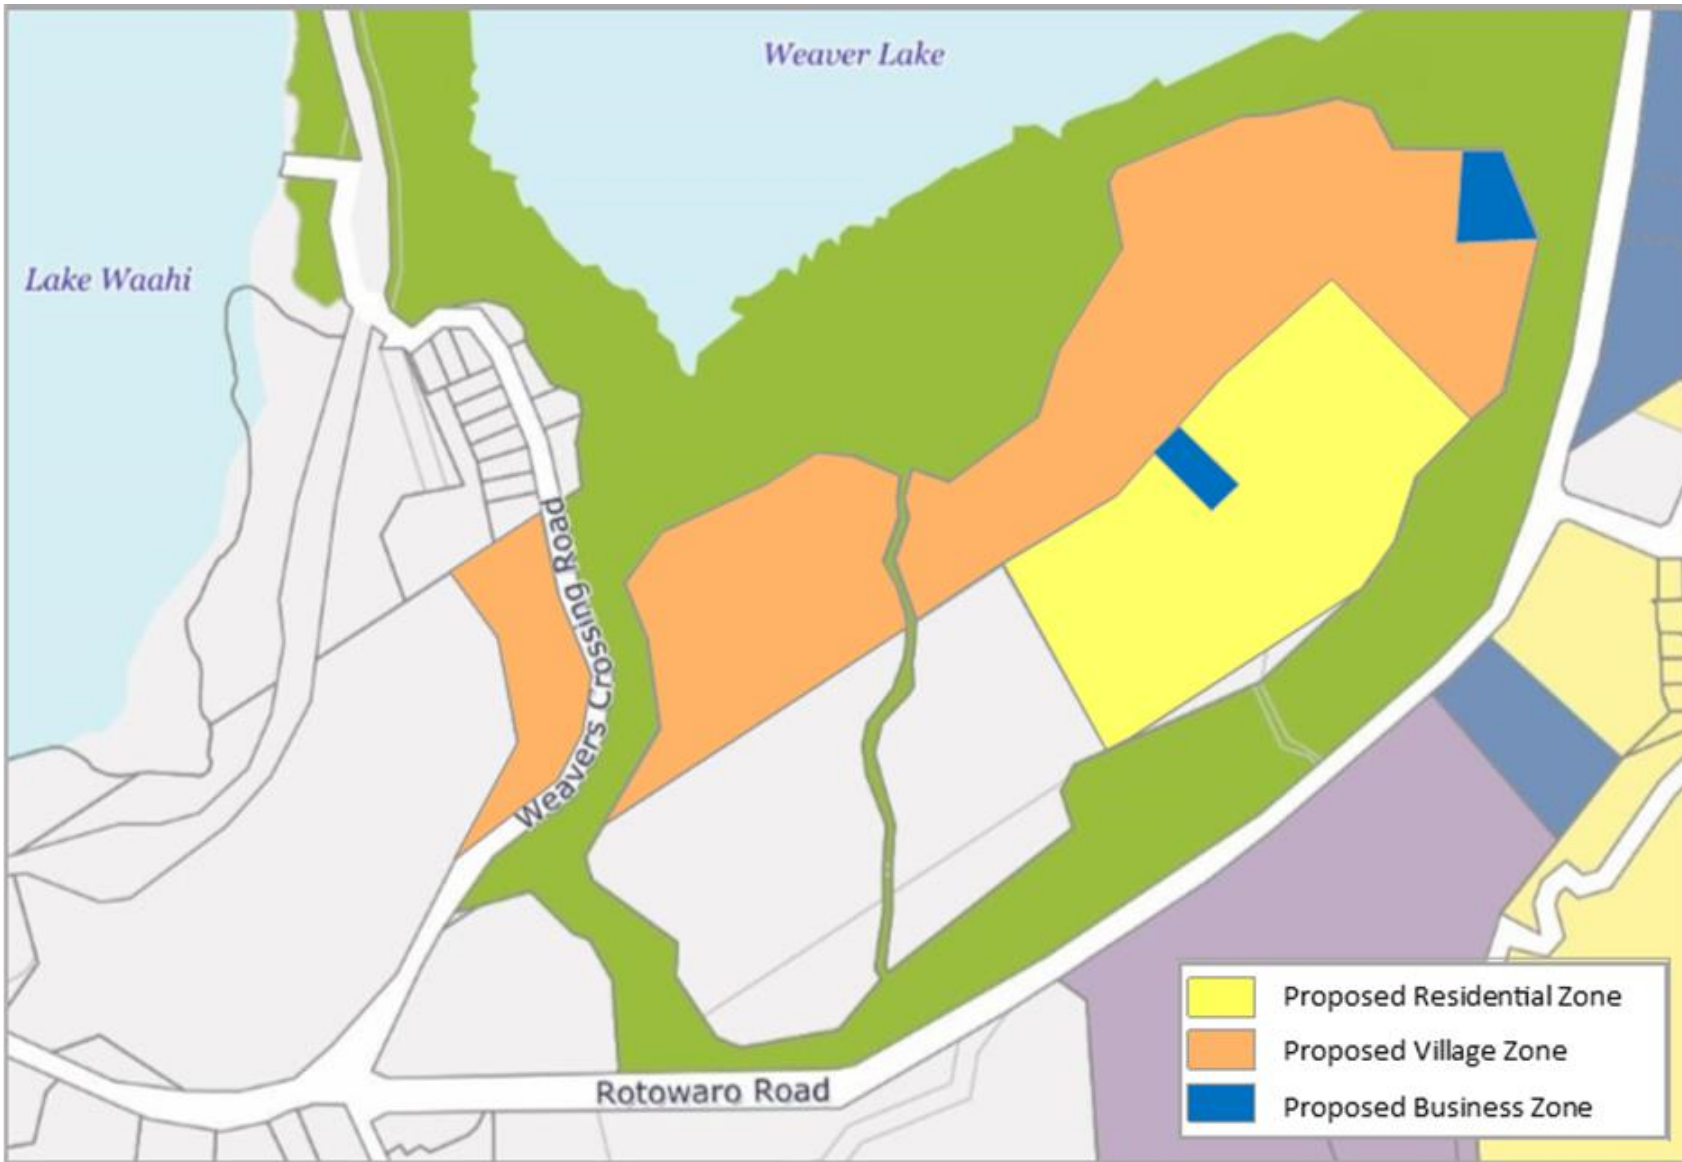 Weaver Lake
Lake Waahi
Weavers Crossing Road
Rotowaro Road
Proposed Residential Zone
Proposed Village Zone
Proposed Business Zone